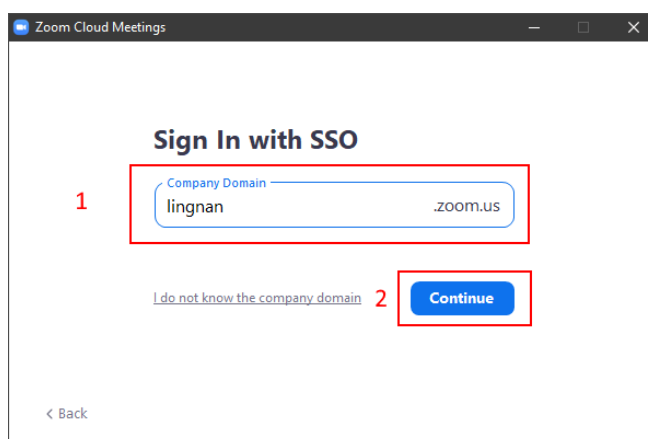 Zoom Cloud Meetings
Sign In with SSO
Company Domain
1
lingnan .zoom.us
I do not know the company domain 2 Continue
< Back